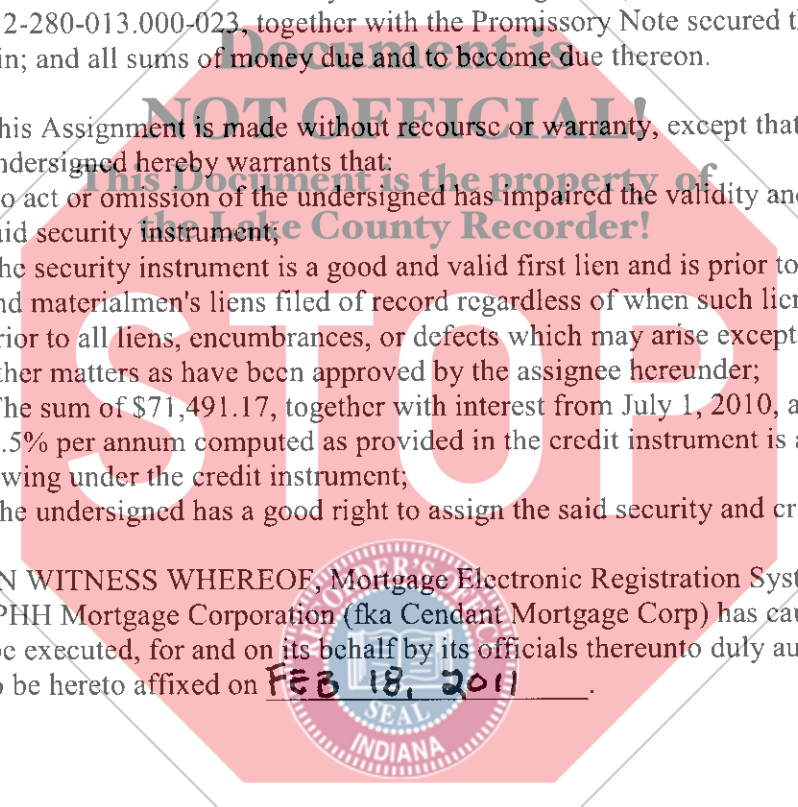 2-280-013.000-023, together with the Promissory Note secured th
in; and all sums of money due and to become due thereon.
Document is
NOT OFFICIAL!
his Assignment is made without recourse or warranty, except that
ndersigned hereby warrants that:
This Document is the property of
o act or omission of the undersigned has impaired the validity and
the Lake County Recorder!
aid security instrument;
he security instrument is a good and valid first lien and is prior to
nd materialmen's liens filed of record regardless of when such lien
rior to all liens, encumbrances, or defects which may arise except
ther matters as have been approved by the assignee hereunder;
The sum of $71,491.17, together with interest from July 1, 2010, a
.5% per annum computed as provided in the credit instrument is a
wing under the credit instrument;
he undersigned has a good right to assign the said security and cr
STOP
N WITNESS WHEREOF, Mortgage Electronic Registration Syst
PHH Mortgage Corporation (fka Cendant Mortgage Corp) has cau
be executed, for and on its behalf by its officials thereunto duly au
o be hereto affixed on FEB 18, 2011.
RECORDER'S OFFICE
SEAL
INDIANA